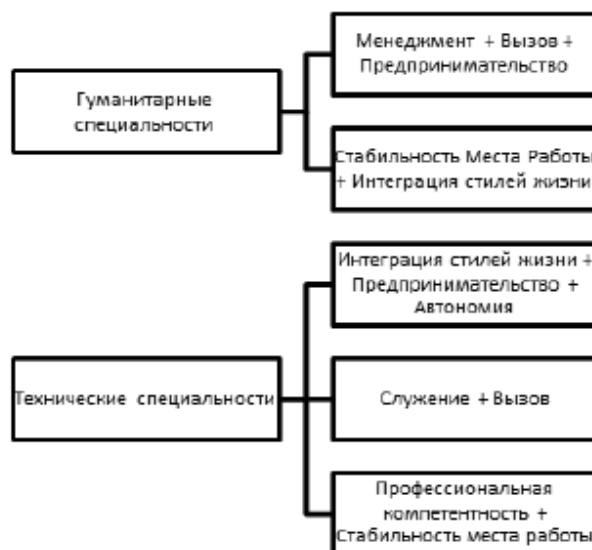 Гуманитарные
специальности
Менеджмент + Вызов +
Предпринимательство
Стабильность Места Работы
+ Интеграция стилей жизни
Технические специальности
Интеграция стилей жизни +
Предпринимательство +
Автономия
Служение + Вызов
Профессиональная
компетентность +
Стабильность места работы